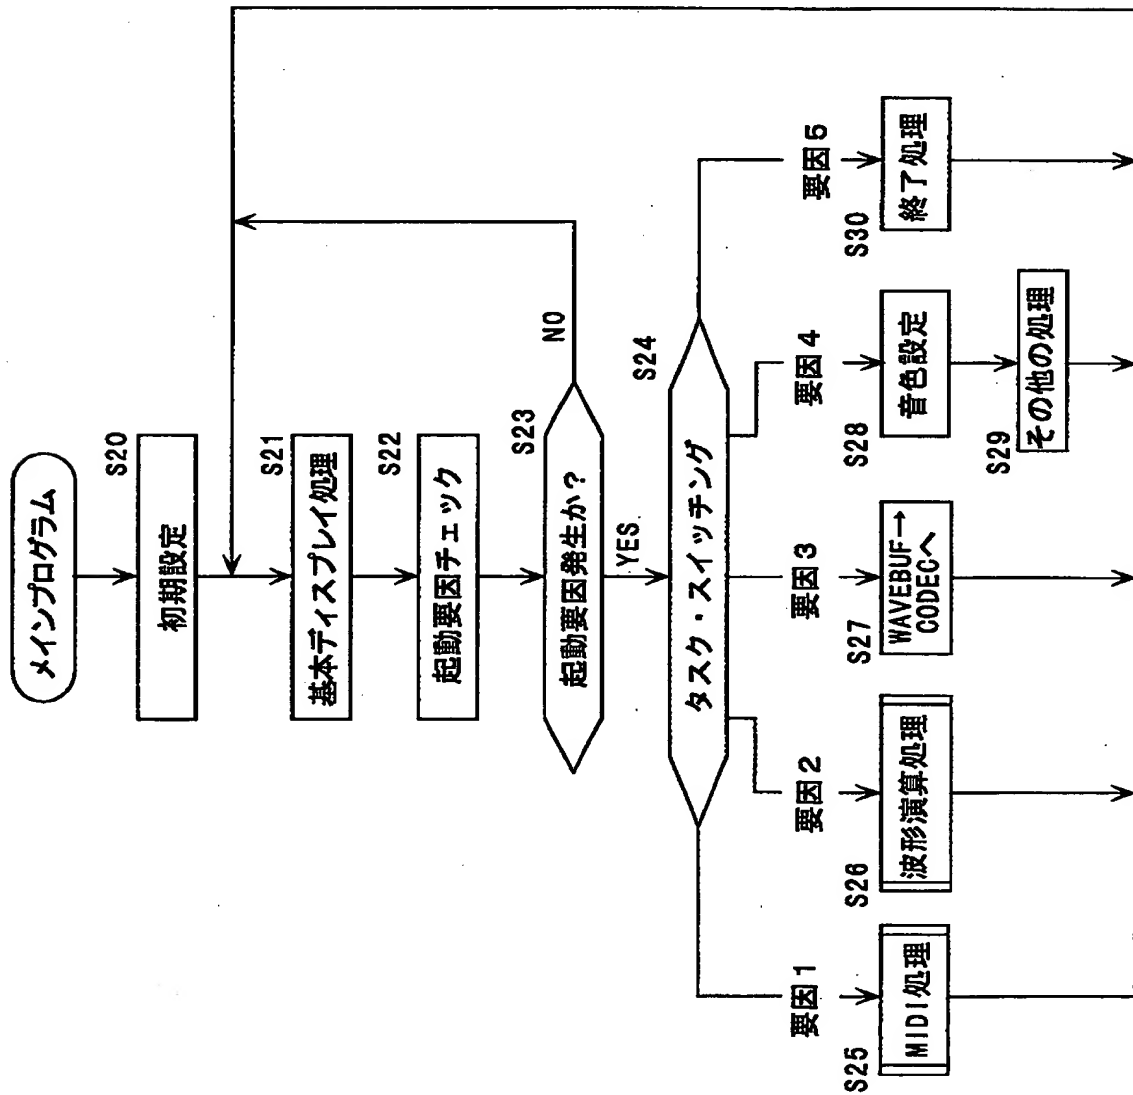 メインプログラム
S20
初期設定
S21
基本ディスプレイ処理
S22
起動要因チェック
S23
起動要因発生か？
NO
YES
S24
タスク・スイッチング
要因1
要因2
要因3
要因4
要因5
S25
MIDI処理
S26
波形演算処理
S27
WAVEBUF→
CODECへ
S28
音色設定
S29
その他の処理
S30
終了処理